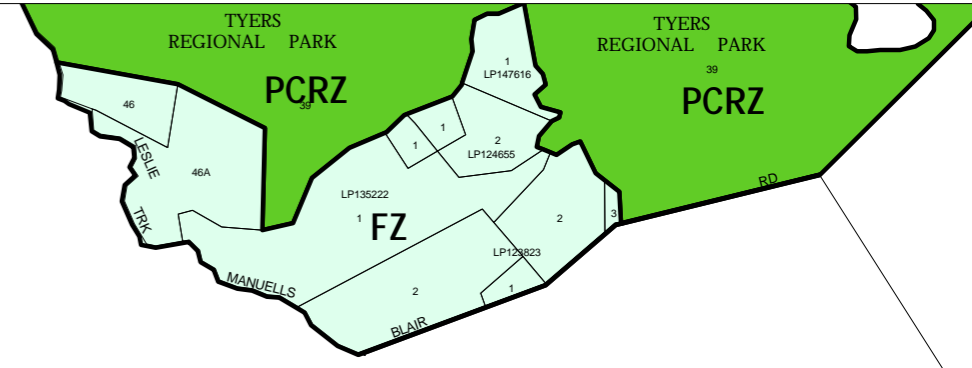 TYERS
REGIONAL PARK
PCRZ
39
TYERS
REGIONAL PARK
39
PCRZ
1
LP147616
46
1
1
2
LP124655
LESLIE
TRK
46A
LP135222
1
FZ
RD
2
3
LP123823
MANUELLS
2
1
BLAIR